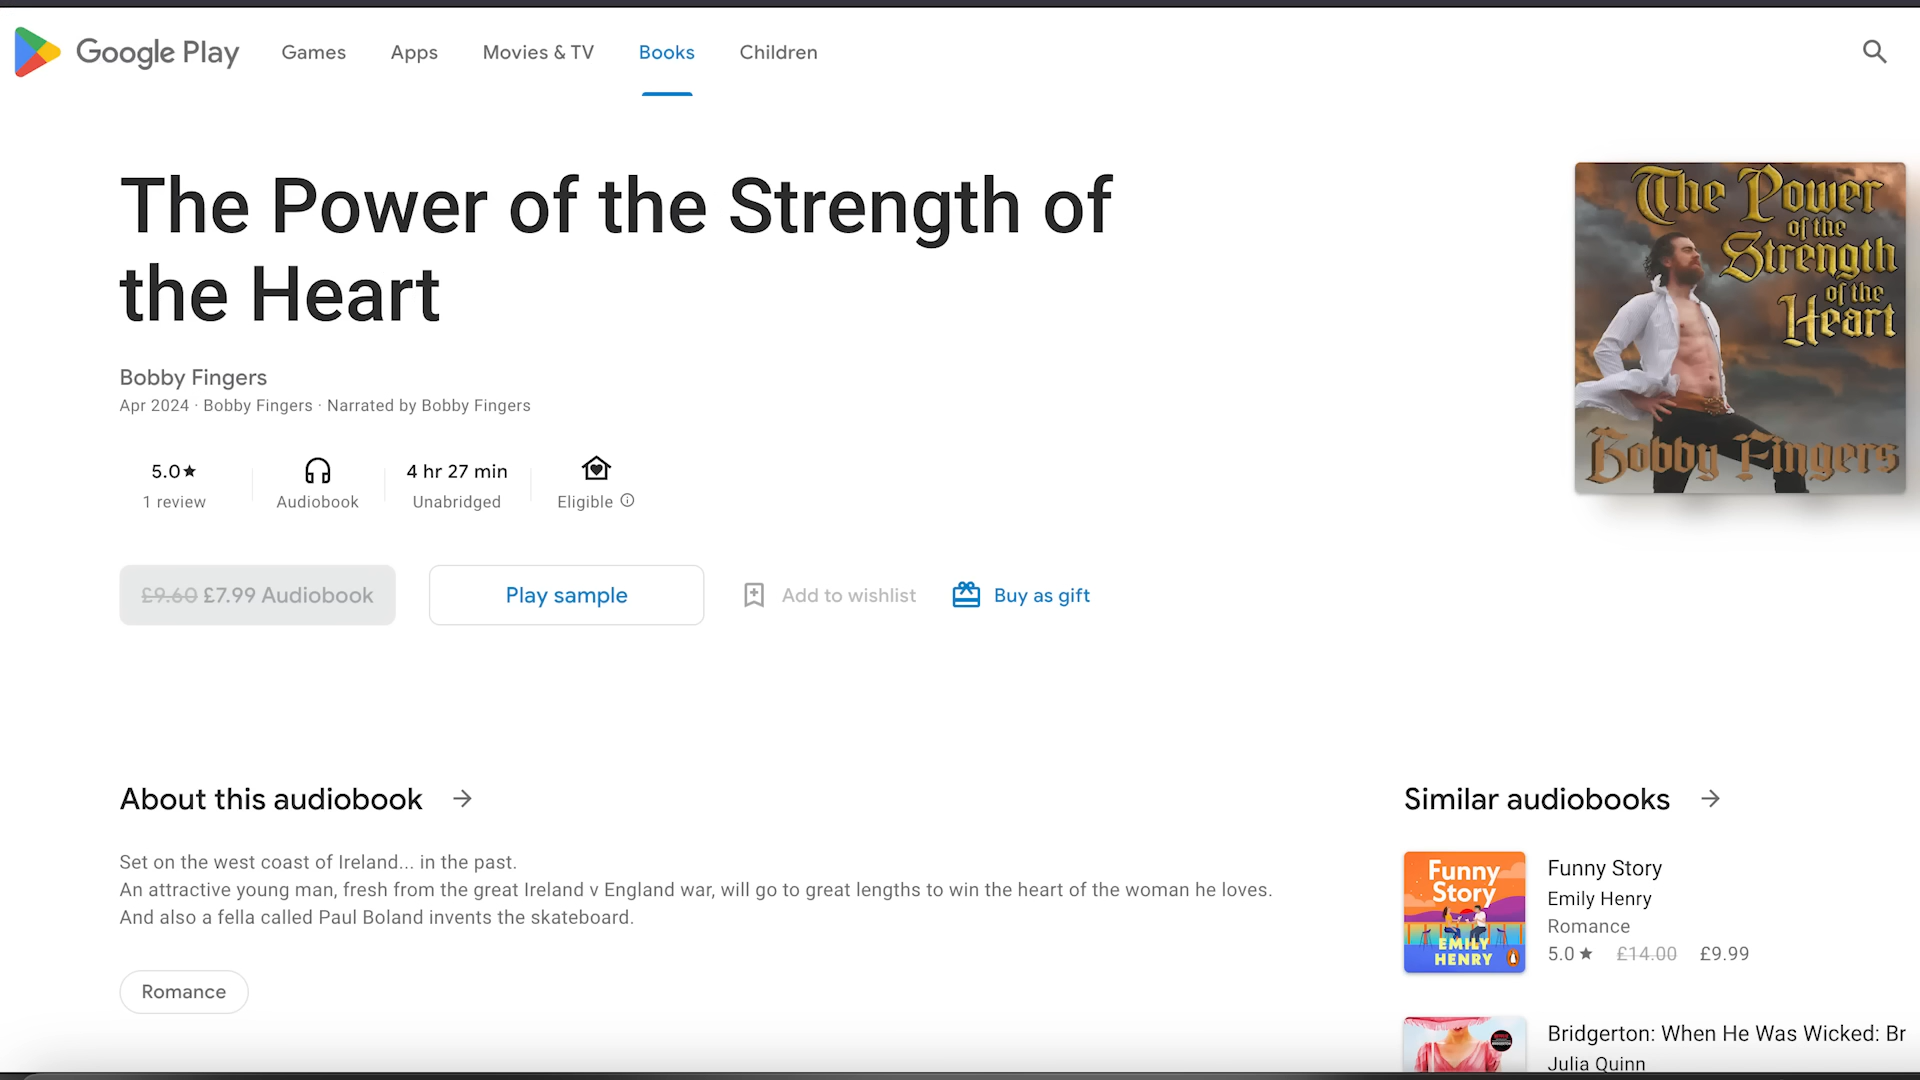 Google Play
Games
Apps
Movies & TV
Books
Children
The Power of the Strength of
the Heart
Bobby Fingers
Apr 2024 · Bobby Fingers · Narrated by Bobby Fingers
5.0★
1 review
Audiobook
4 hr 27 min
Unabridged
Eligible
£9.60 £7.99 Audiobook
Play sample
Add to wishlist
Buy as gift
The Power
of the
Strength
of the
Heart
Bobby Fingers
About this audiobook
Set on the west coast of Ireland... in the past.
An attractive young man, fresh from the great Ireland v England war, will go to great lengths to win the heart of the woman he loves.
And also a fella called Paul Boland invents the skateboard.
Romance
Similar audiobooks
Funny
Story
EMILY
HENRY
Funny Story
Emily Henry
Romance
5.0★ £14.00 £9.99
Bridgerton: When He Was Wicked: Br
Julia Quinn